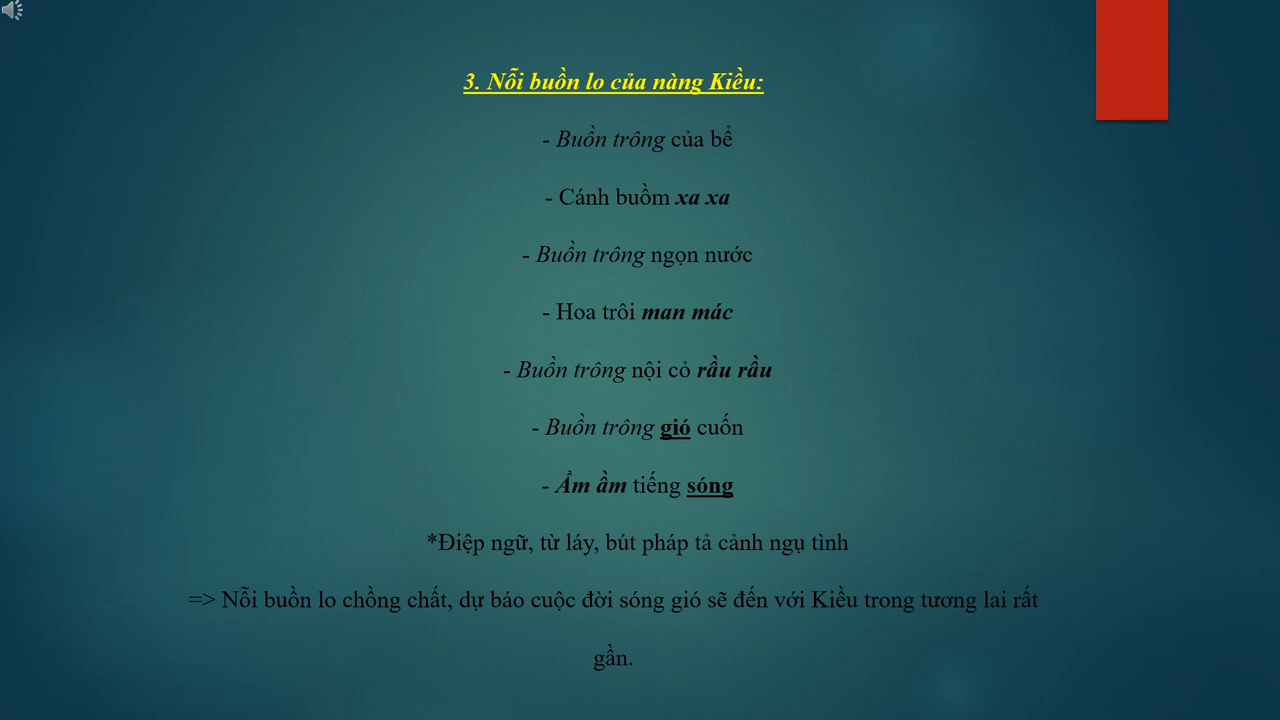 3. Nỗi buồn lo của nàng Kiều:
- Buồn trông của bể
- Cánh buồm xa xa
- Buồn trông ngọn nước
- Hoa trôi man mác
- Buồn trông nội cỏ rầu rầu
- Buồn trông gió cuốn
- Ầm ầm tiếng sóng
*Điệp ngữ, từ láy, bút pháp tả cảnh ngụ tình
=> Nỗi buồn lo chồng chất, dự báo cuộc đời sóng gió sẽ đến với Kiều trong tương lai rất
gần.